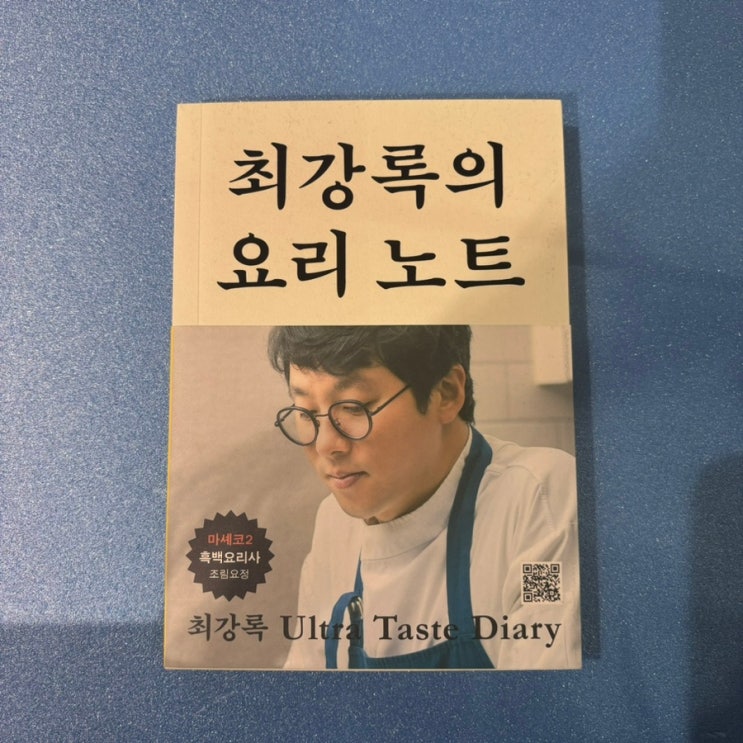 최강록의
요리 노트
마셰코2
흑백요리사
조림요정
최강록 Ultra Taste Diary